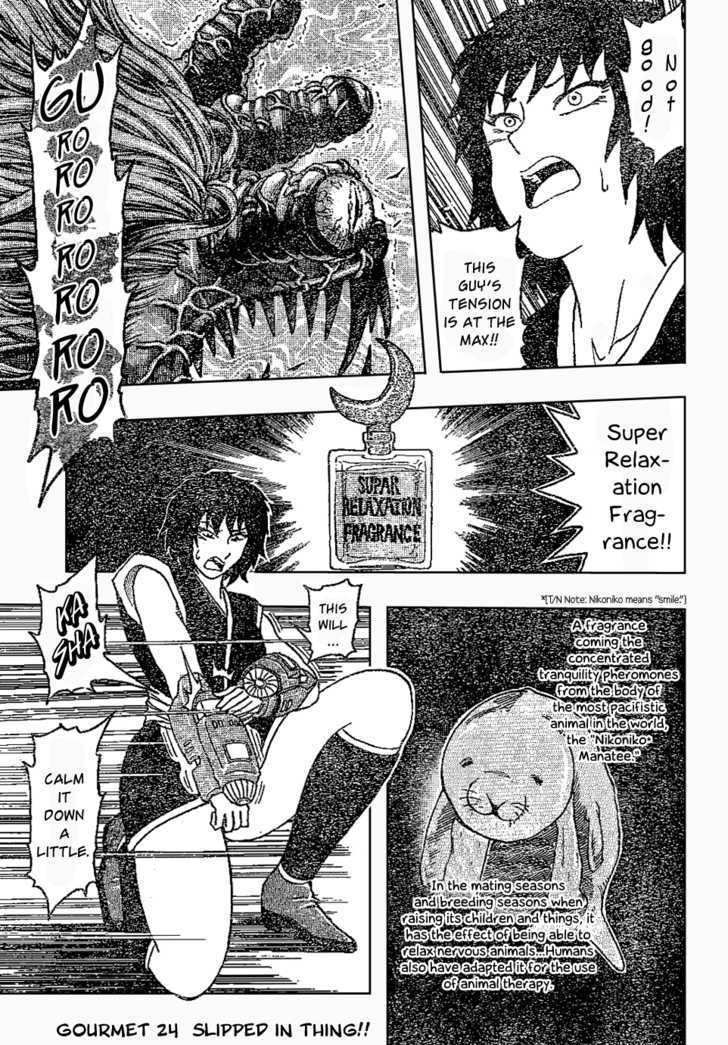 Not
good!
THIS
GUY'S
TENSION
IS AT THE
MAX!!
GU
RO
RO
RO
RO
RO
RO
RO
Super
Relax-
ation
Frag-
rance!!
SUPAR
RELAXATION
FRAGRANCE
*[T/N Note: Nikoniko means "smile."]
A fragrance
coming the
concentrated
tranquility pheromones
from the body of
the most pacifistic
animal in the world,
the "Nikoniko*
Manatee."
THIS
WILL
...
KA
SHA
CALM
IT
DOWN
A
LITTLE.
In the mating seasons
and breeding seasons when
raising its children and things, it
has the effect of being able to
relax nervous animals...Humans
also have adapted it for the use
of animal therapy.
GOURMET 24 SLIPPED IN THING!!